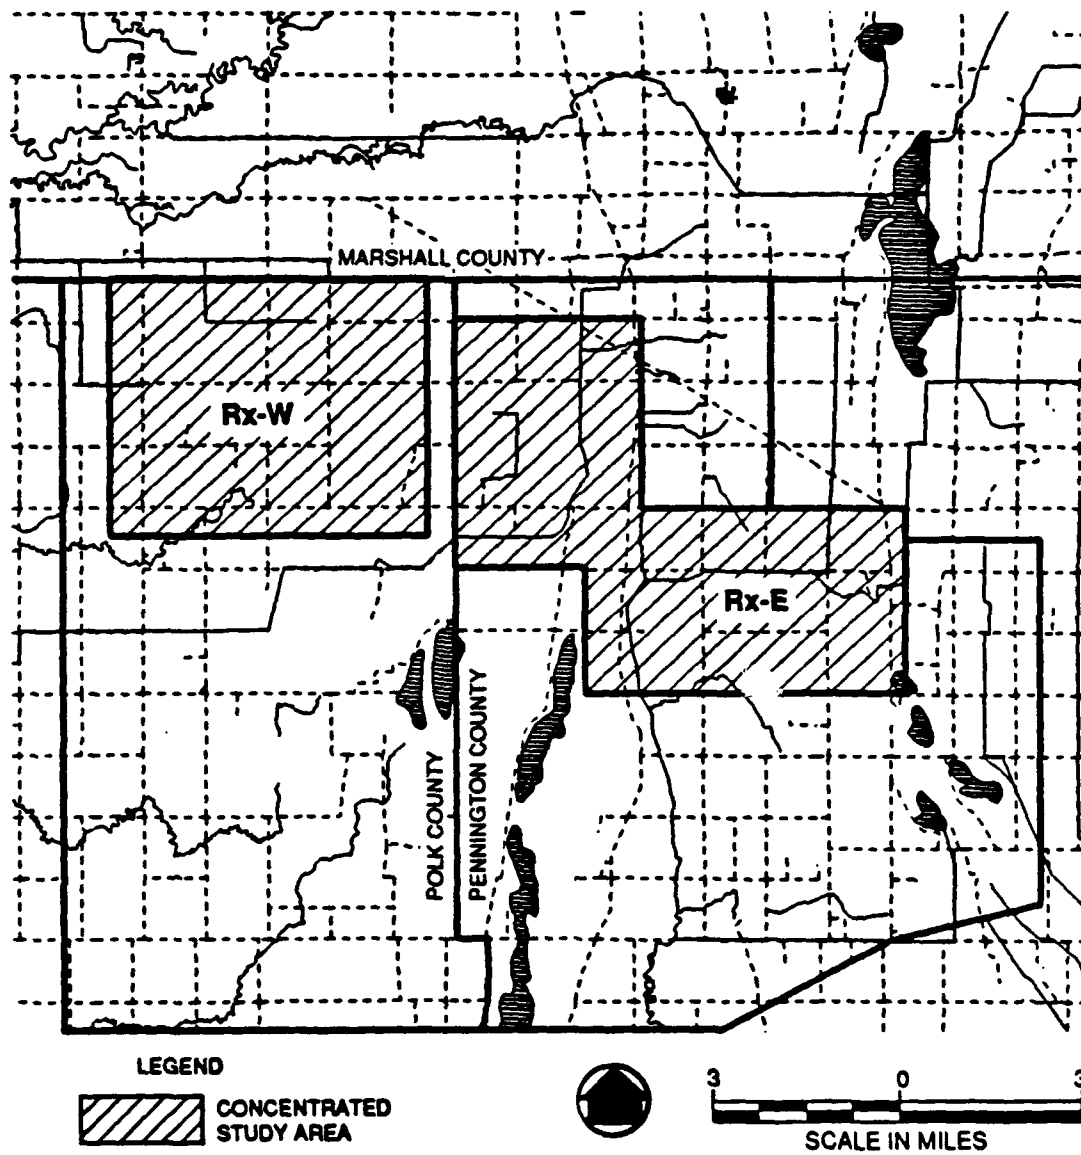 MARSHALL COUNTY
Rx-W
Rx-E
POLK COUNTY
PENNINGTON COUNTY
LEGEND
CONCENTRATED
STUDY AREA
3 0 3
SCALE IN MILES